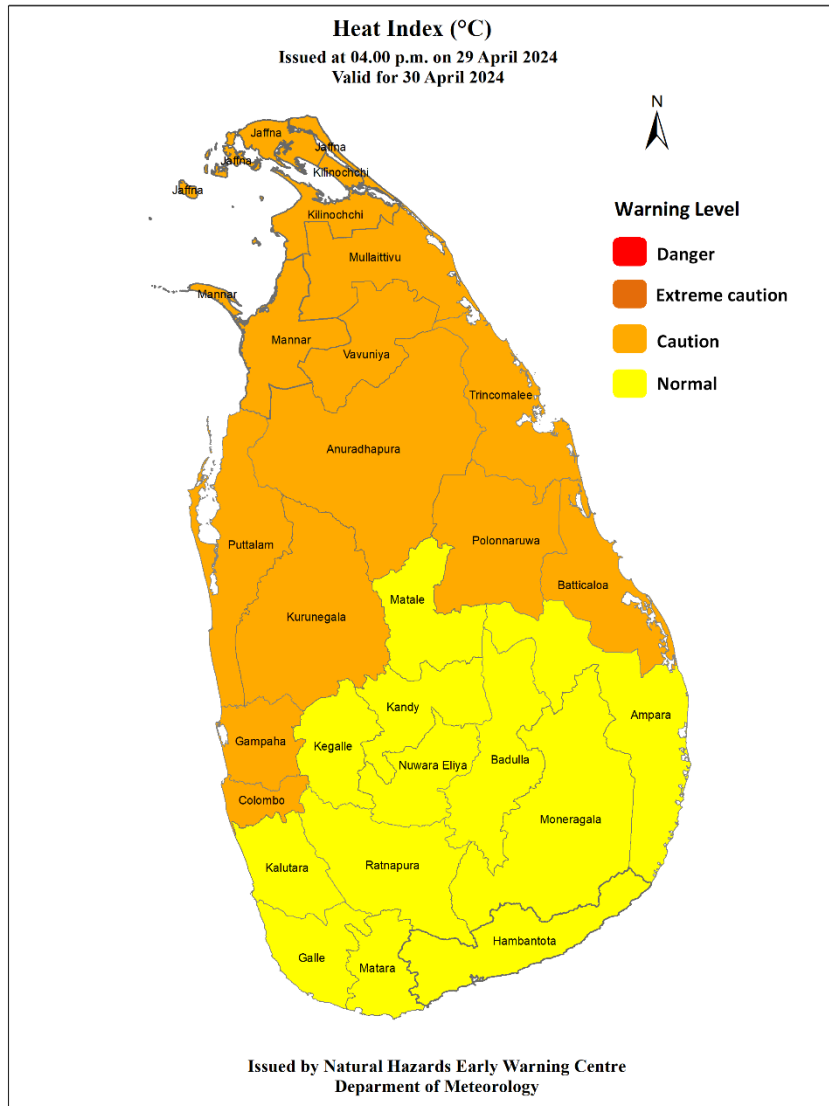 Heat Index (°C)
Issued at 04.00 p.m. on 29 April 2024
Valid for 30 April 2024
N
Warning Level
Danger
Extreme caution
Caution
Normal
Jaffna
Jaffna
Jaffna
Kilinochchi
Jaffna
Kilinochchi
Mullaittivu
Mannar
Mannar
Vavuniya
Trincomalee
Anuradhapura
Puttalam
Polonnaruwa
Batticaloa
Matale
Kurunegala
Kandy
Ampara
Gampaha
Kegalle
Nuwara Eliya
Badulla
Colombo
Moneragala
Kalutara
Ratnapura
Hambantota
Galle
Matara
Issued by Natural Hazards Early Warning Centre
Deparment of Meteorology